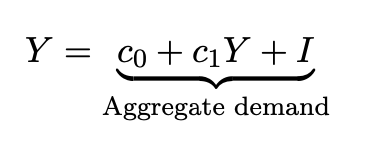 Y = c₀ + c₁Y + I
Aggregate demand